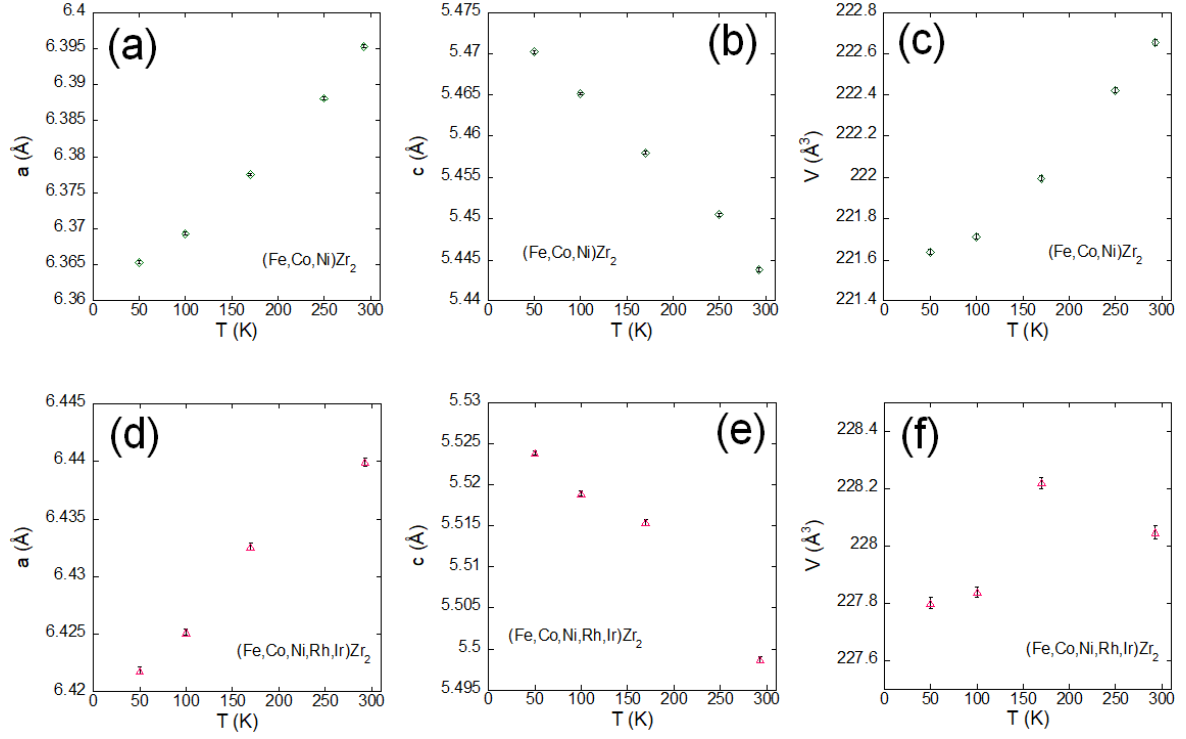 (a)
6.4
6.395
6.39
6.385
6.38
6.375
6.37
6.365
6.36
a (Å)
(Fe,Co,Ni)Zr2
0 50 100 150 200 250 300
T (K)
(b)
5.475
5.47
5.465
5.46
5.455
5.45
5.445
5.44
c (Å)
(Fe,Co,Ni)Zr2
0 50 100 150 200 250 300
T (K)
(c)
222.8
222.6
222.4
222.2
222
221.8
221.6
221.4
V (Å3)
(Fe,Co,Ni)Zr2
0 50 100 150 200 250 300
T (K)
(d)
6.445
6.44
6.435
6.43
6.425
6.42
a (Å)
(Fe,Co,Ni,Rh,Ir)Zr2
0 50 100 150 200 250 300
T (K)
(e)
5.53
5.525
5.52
5.515
5.51
5.505
5.5
5.495
c (Å)
(Fe,Co,Ni,Rh,Ir)Zr2
0 50 100 150 200 250 300
T (K)
(f)
228.4
228.2
228
227.8
227.6
V (Å3)
(Fe,Co,Ni,Rh,Ir)Zr2
0 50 100 150 200 250 300
T (K)